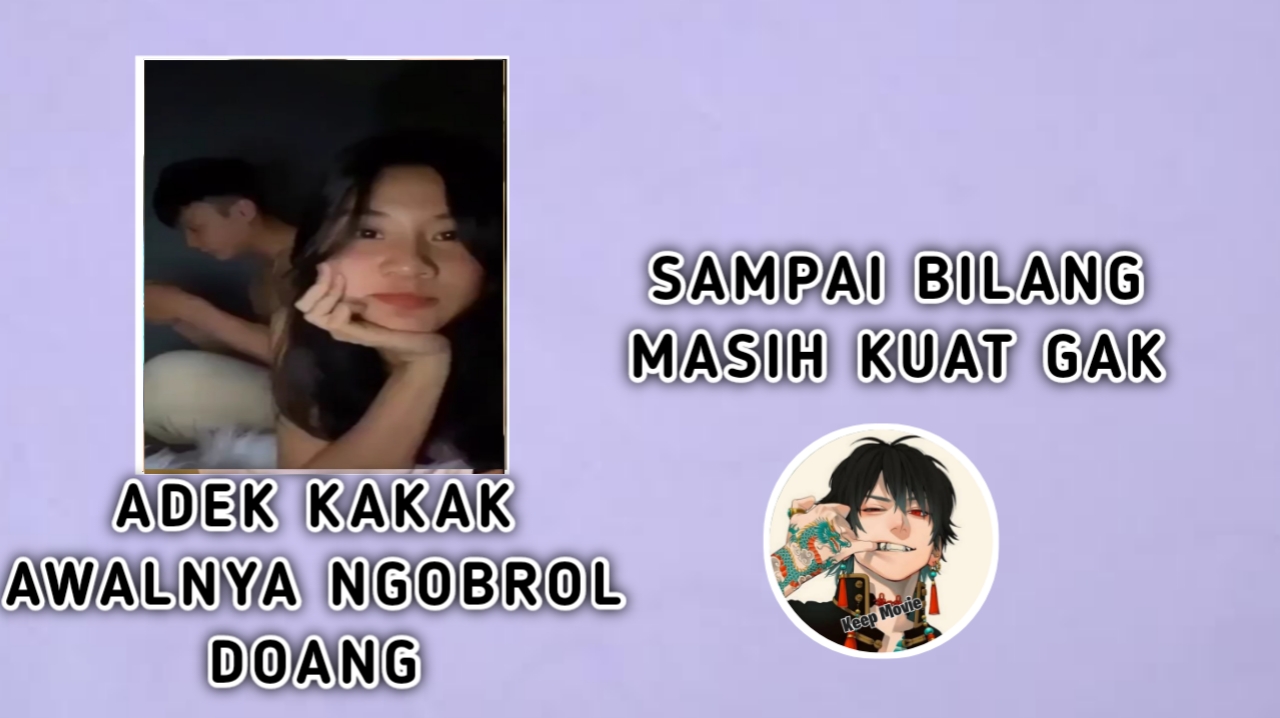 ADEK KAKAK
AWALNYA NGOBROL
DOANG
SAMPAI BILANG
MASIH KUAT GAK
Keep Movie